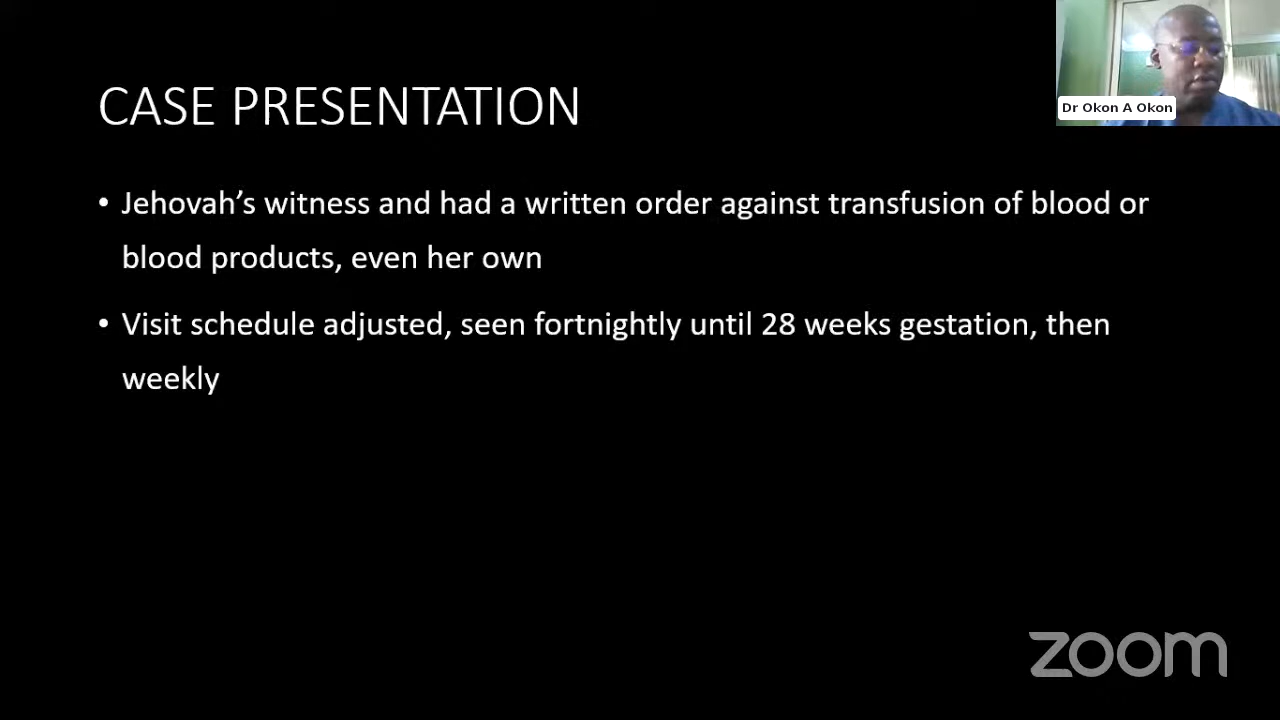 Dr Okon A Okon
CASE PRESENTATION
• Jehovah’s witness and had a written order against transfusion of blood or
blood products, even her own
• Visit schedule adjusted, seen fortnightly until 28 weeks gestation, then
weekly
zoom